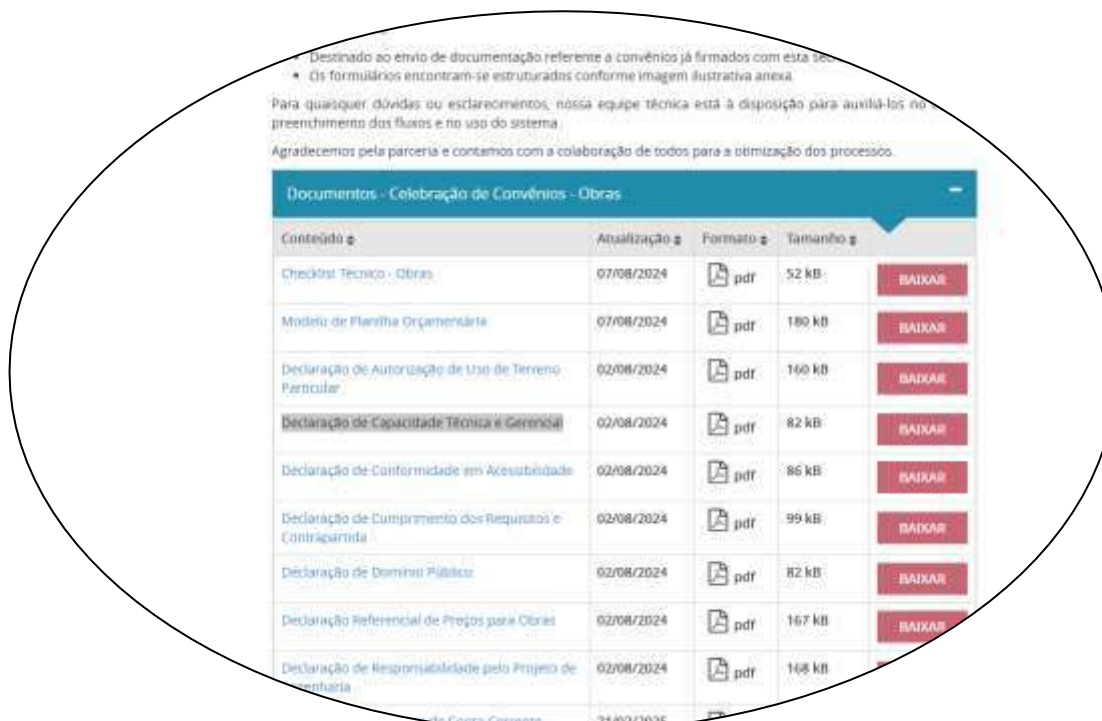 Destinado ao envio de documentação referente a convênios já firmados com esta
Os formulários encontram-se estruturados conforme imagem ilustrativa anexa.
Para quaisquer dúvidas ou esclarecimentos, nossa equipe técnica está à disposição para auxiliá-los no
preenchimento dos fluxos e no uso do sistema.
Agradecemos pela parceria e contamos com a colaboração de todos para a otimização dos processos.
Documentos - Celebração de Convênios - Obras
Conteúdo Atualização Formato Tamanho
Checklist Técnico - Obras 07/08/2024 pdf 52 kB BAIXAR
Modelo de Planilha Orçamentária 07/08/2024 pdf 180 kB BAIXAR
Declaração de Autorização de Uso de Terreno 02/08/2024 pdf 160 kB BAIXAR
Particular
Declaração de Capacidade Técnica e Gerencial 02/08/2024 pdf 82 kB BAIXAR
Declaração de Conformidade em Acessibilidade 02/08/2024 pdf 86 kB BAIXAR
Declaração de Cumprimento dos Requisitos e 02/08/2024 pdf 99 kB BAIXAR
Contrapartida
Declaração de Domínio Público 02/08/2024 pdf 82 kB BAIXAR
Declaração Referencial de Preços para Obras 02/08/2024 pdf 167 kB BAIXAR
Declaração de Responsabilidade pelo Projeto de 02/08/2024 pdf 168 kB
de Conta Corrente 21/02/2025